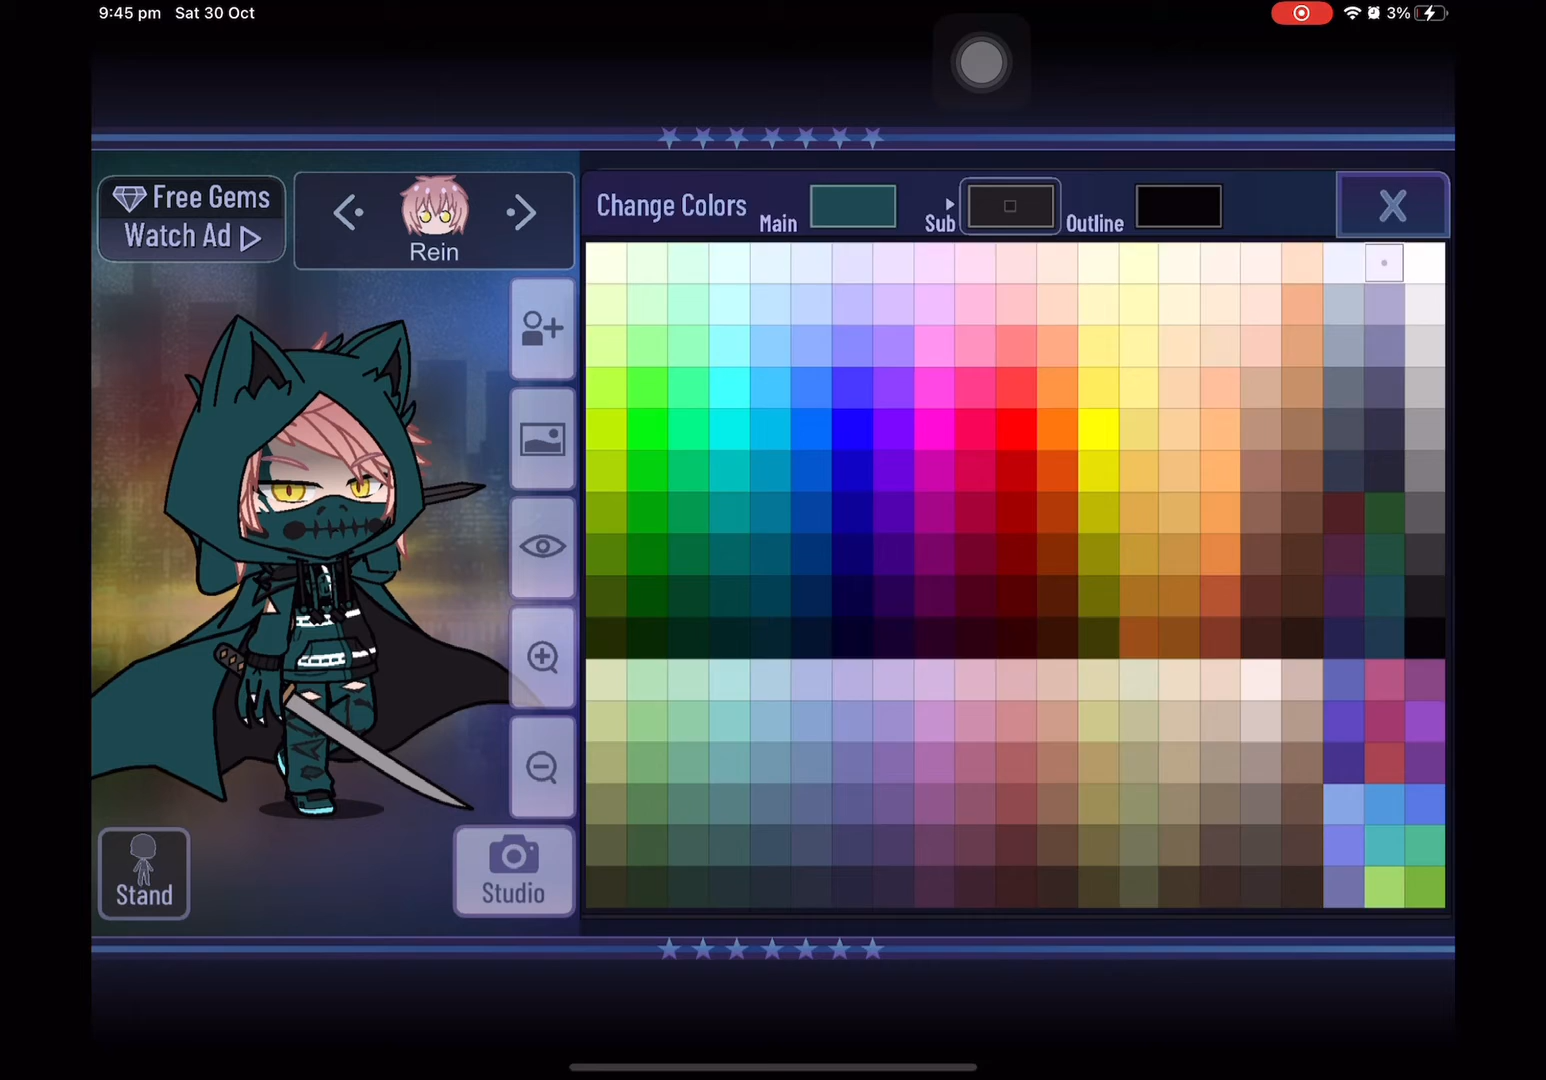 9:45 pm Sat 30 Oct
3%
Free Gems
Watch Ad
Rein
Change Colors Main Sub Outline X
Stand
Studio